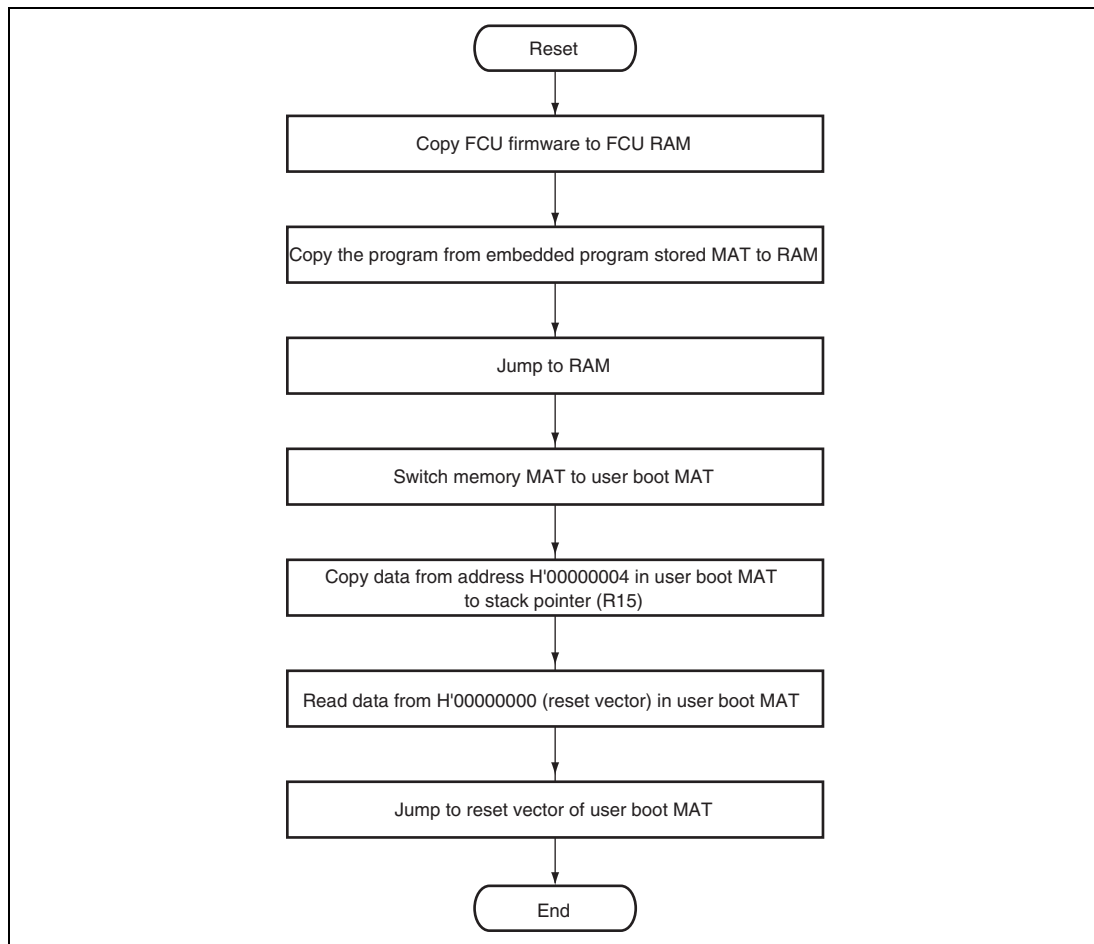 Reset
Copy FCU firmware to FCU RAM
Copy the program from embedded program stored MAT to RAM
Jump to RAM
Switch memory MAT to user boot MAT
Copy data from address H'00000004 in user boot MAT
to stack pointer (R15)
Read data from H'00000000 (reset vector) in user boot MAT
Jump to reset vector of user boot MAT
End